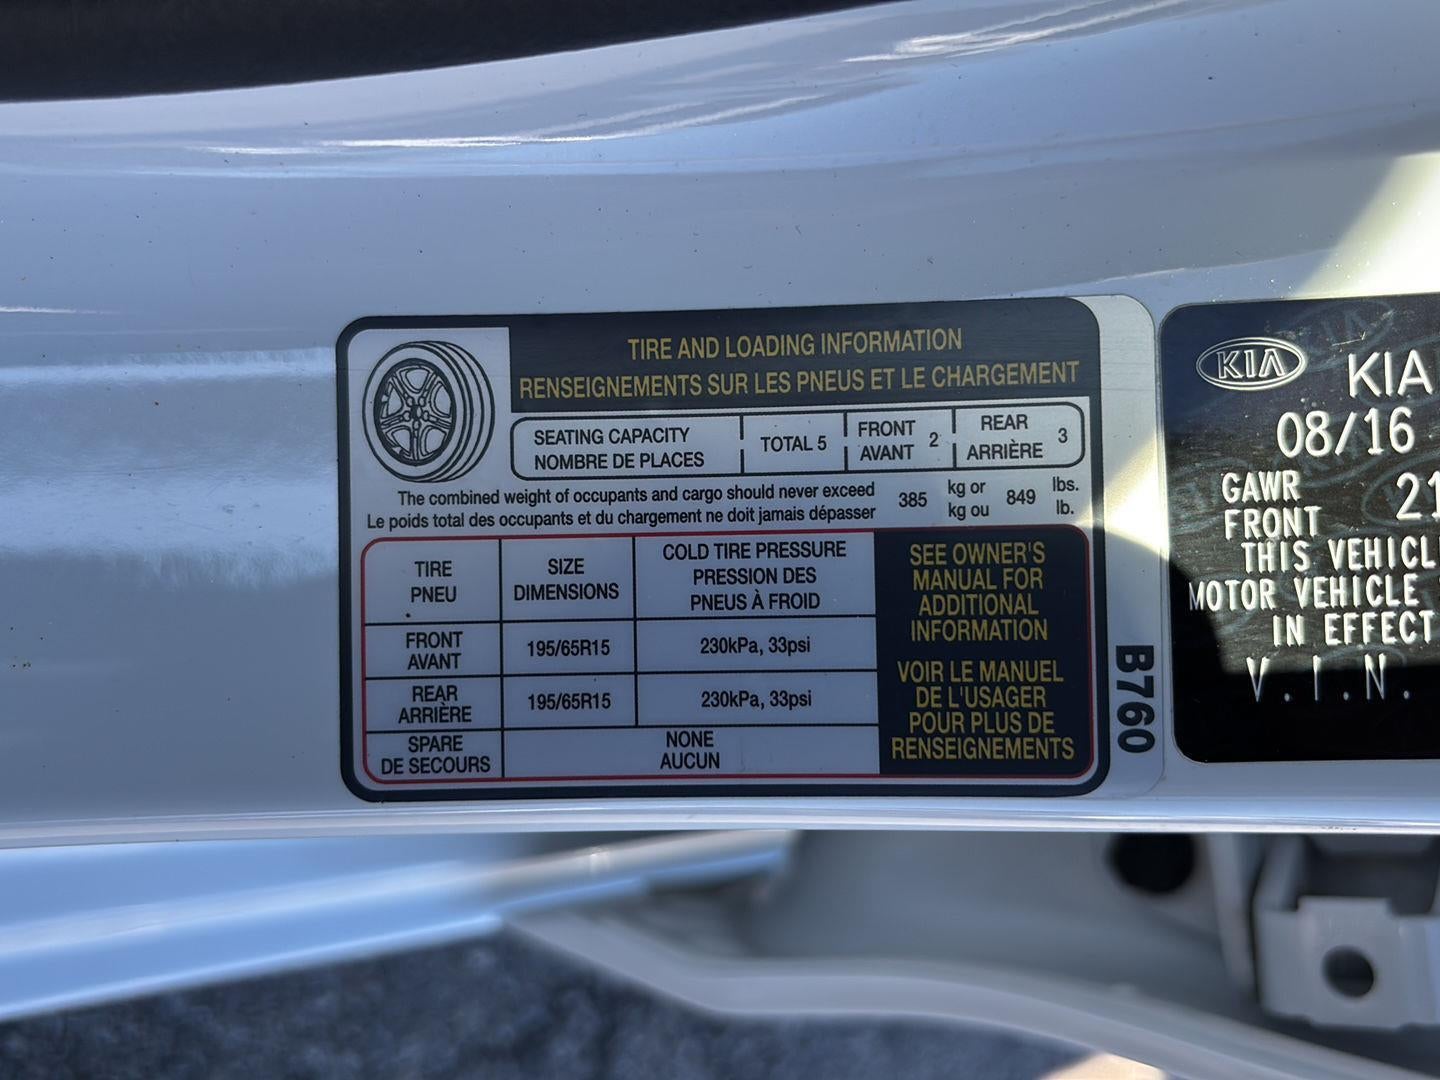 TIRE AND LOADING INFORMATION
RENSEIGNEMENTS SUR LES PNEUS ET LE CHARGEMENT
SEATING CAPACITY
NOMBRE DE PLACES
TOTAL 5
FRONT
AVANT
2
REAR
ARRIÈRE
3
The combined weight of occupants and cargo should never exceed
Le poids total des occupants et du chargement ne doit jamais dépasser
385
kg or
kg ou
849
lbs.
lb.
TIRE
PNEU
SIZE
DIMENSIONS
COLD TIRE PRESSURE
PRESSION DES
PNEUS À FROID
FRONT
AVANT
195/65R15
230kPa, 33psi
REAR
ARRIÈRE
195/65R15
230kPa, 33psi
SPARE
DE SECOURS
NONE
AUCUN
SEE OWNER'S
MANUAL FOR
ADDITIONAL
INFORMATION
VOIR LE MANUEL
DE L'USAGER
POUR PLUS DE
RENSEIGNEMENTS
B760
KIA
KIA
08/16
GAWR
FRONT
21
THIS
MOTOR VEHICLE
IN EFFECT
V.I.N.